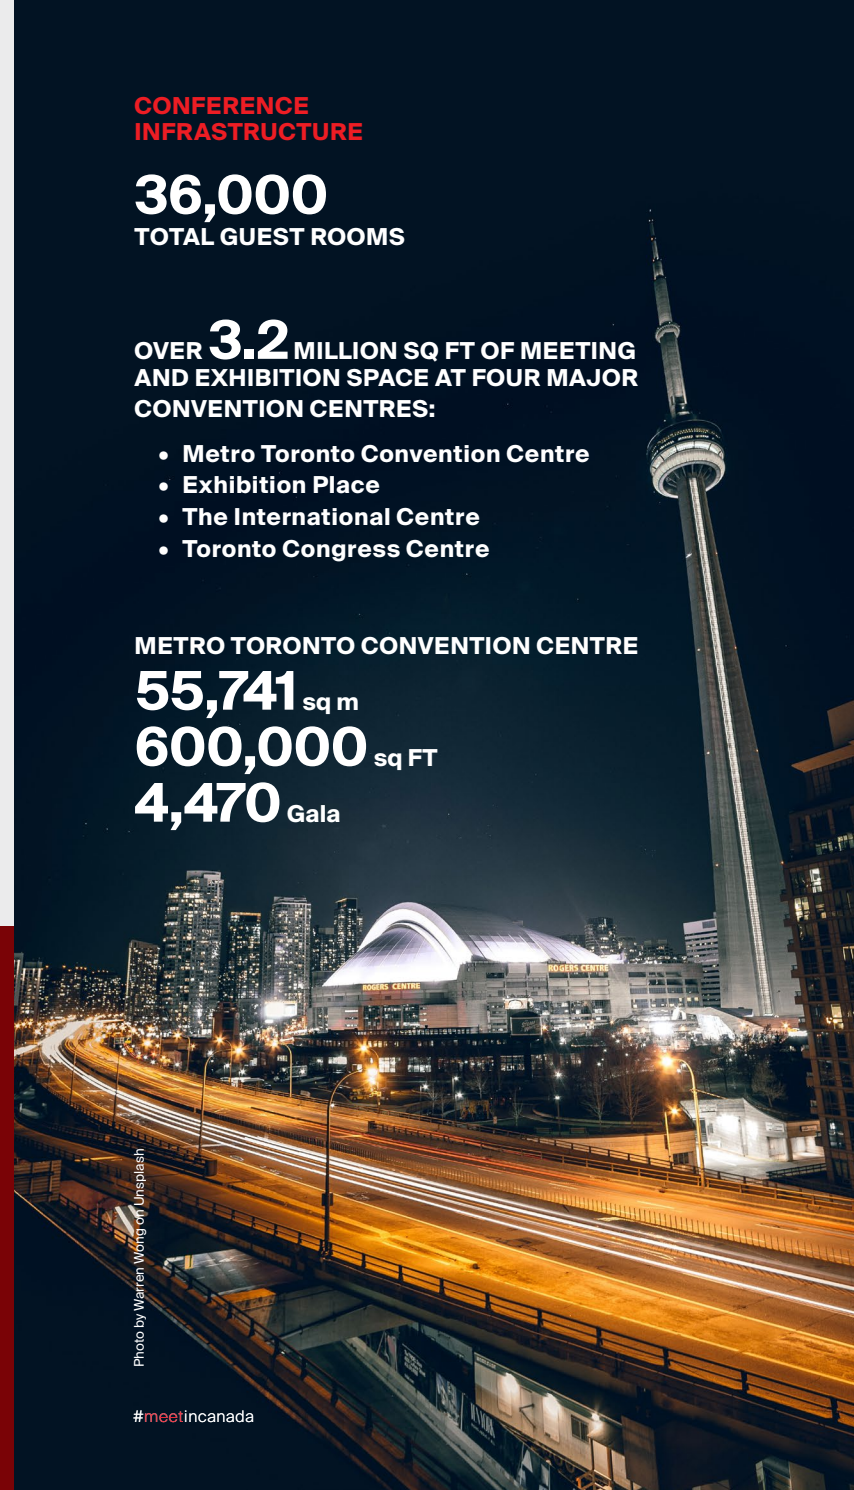 CONFERENCE
INFRASTRUCTURE
36,000
TOTAL GUEST ROOMS
OVER 3.2 MILLION SQ FT OF MEETING
AND EXHIBITION SPACE AT FOUR MAJOR
CONVENTION CENTRES:
• Metro Toronto Convention Centre
• Exhibition Place
• The International Centre
• Toronto Congress Centre
METRO TORONTO CONVENTION CENTRE
55,741 sq m
600,000 sq FT
4,470 Gala
ROGERS CENTRE
ROGERS CENTRE
Photo by Warren Wong on Unsplash
#meetincanada